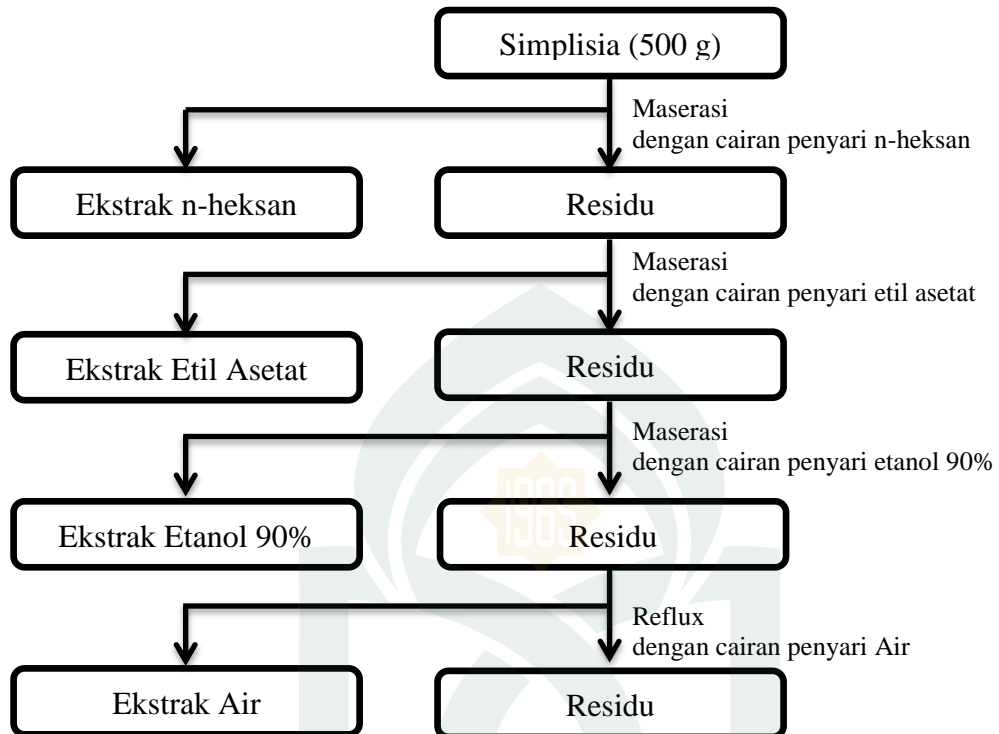 Simplisia (500 g)
Maserasi
dengan cairan penyari n-heksan
Ekstrak n-heksan
Residu
Maserasi
dengan cairan penyari etil asetat
Ekstrak Etil Asetat
Residu
Maserasi
dengan cairan penyari etanol 90%
1965
Ekstrak Etanol 90%
Residu
Reflux
dengan cairan penyari Air
Ekstrak Air
Residu